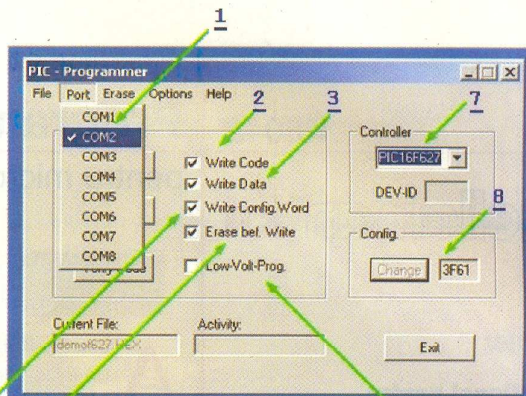 1
PIC - Programmer
File Port Erase Options Help
2
3
7
COM1
COM2
COM3
COM4
COM5
COM6
COM7
COM8
Write Code
Write Data
Write Config.Word
Erase bef. Write
Low-Volt-Prog.
Controller
PIC16F627
DEV-ID
8
Config.
Change 3F61
Current File:
demof627.HEX
Activity:
Exit